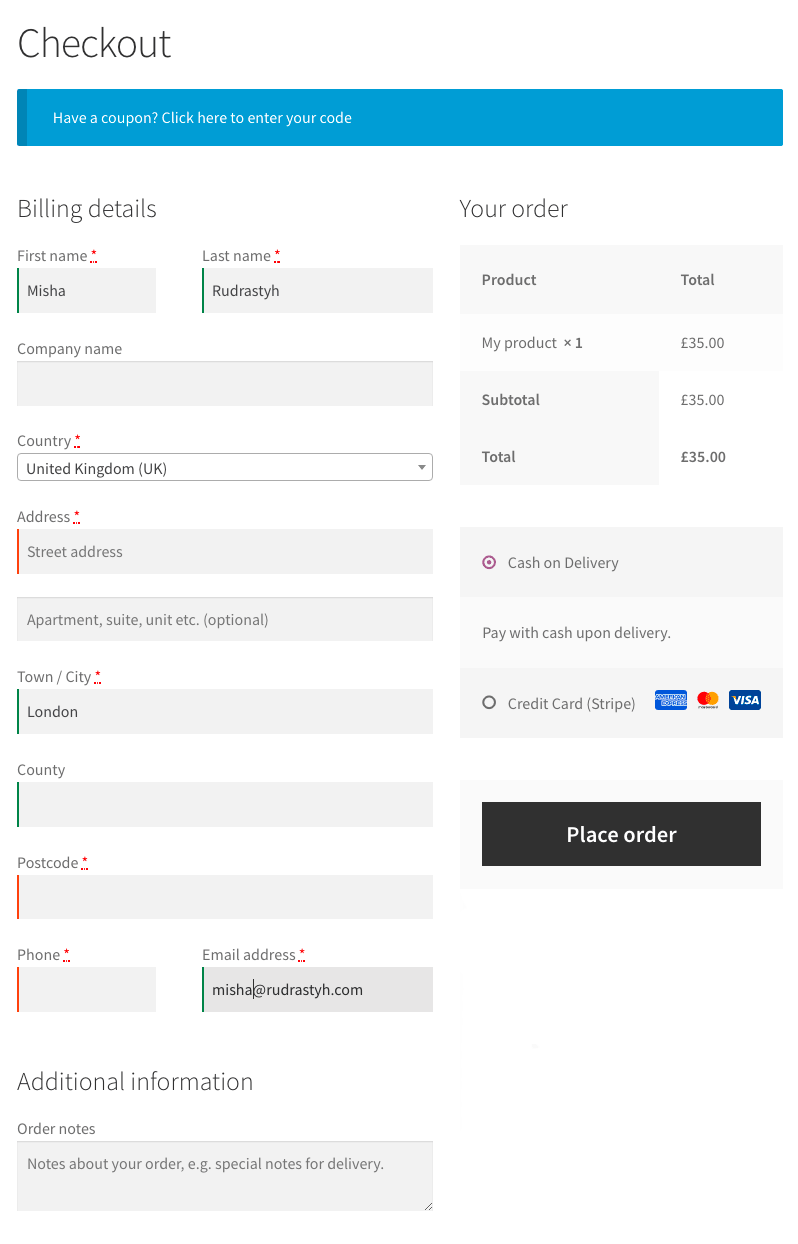 Checkout
Have a coupon? Click here to enter your code
Billing details
First name *
Last name *
Misha
Rudrastyh
Company name
Country *
United Kingdom (UK)
Address *
Street address
Apartment, suite, unit etc. (optional)
Town / City *
London
County
Postcode *
Phone *
Email address *
misha@rudrastyh.com
Additional information
Order notes
Notes about your order, e.g. special notes for delivery.
Your order
Product Total
My product × 1 £35.00
Subtotal £35.00
Total £35.00
Cash on Delivery
Pay with cash upon delivery.
Credit Card (Stripe) AMERICAN EXPRESS VISA
Place order